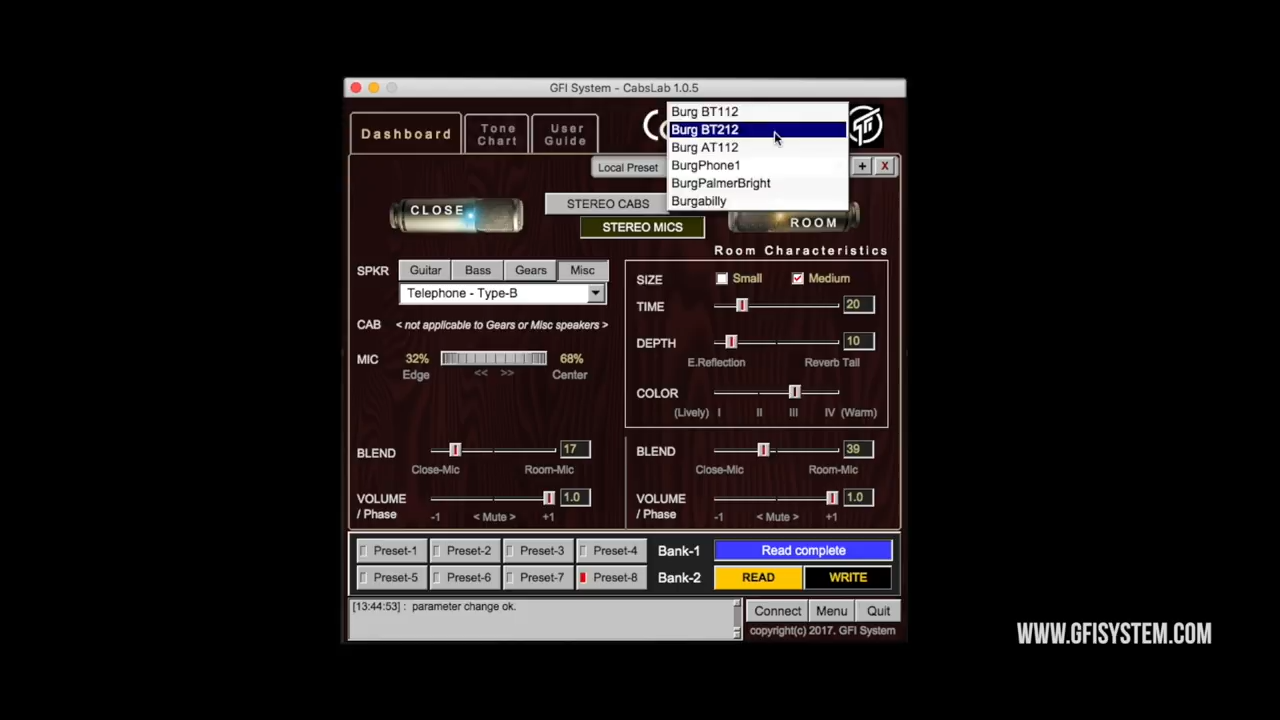 GFI System - CabsLab 1.0.5
Dashboard
Tone Chart
User Guide
Burg BT112
Burg BT212
Burg AT112
BurgPhone1
BurgPalmerBright
Burgabilly
Local Preset
+
X
CLOSE
STEREO CABS
STEREO MICS
ROOM
Room Characteristics
SPKR
Guitar
Bass
Gears
Misc
Telephone - Type-B
CAB
< not applicable to Gears or Misc speakers >
MIC
32%
68%
Edge
<< >>
Center
SIZE
Small
Medium
TIME
20
DEPTH
10
E.Reflection
Reverb Tail
COLOR
(Lively) I II III IV (Warm)
BLEND
17
Close-Mic
Room-Mic
VOLUME
/ Phase
1.0
-1 < Mute > +1
BLEND
39
Close-Mic
Room-Mic
VOLUME
/ Phase
1.0
-1 < Mute > +1
Preset-1
Preset-2
Preset-3
Preset-4
Bank-1
Read complete
Preset-5
Preset-6
Preset-7
Preset-8
Bank-2
READ
WRITE
[13:44:53] : parameter change ok.
Connect
Menu
Quit
copyright(c) 2017. GFI System
WWW.GFISYSTEM.COM